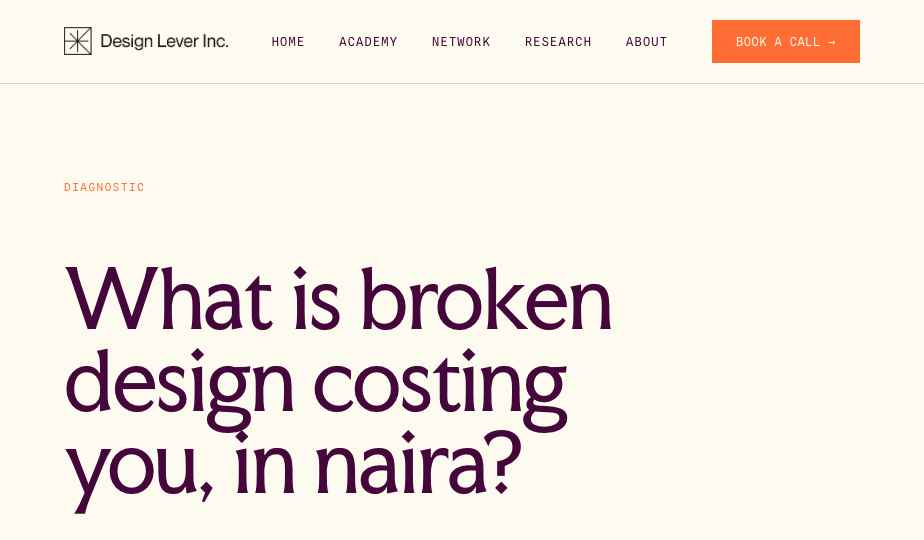 Design Lever Inc.
HOME ACADEMY NETWORK RESEARCH ABOUT BOOK A CALL →
DIAGNOSTIC
What is broken
design costing
you, in naira?